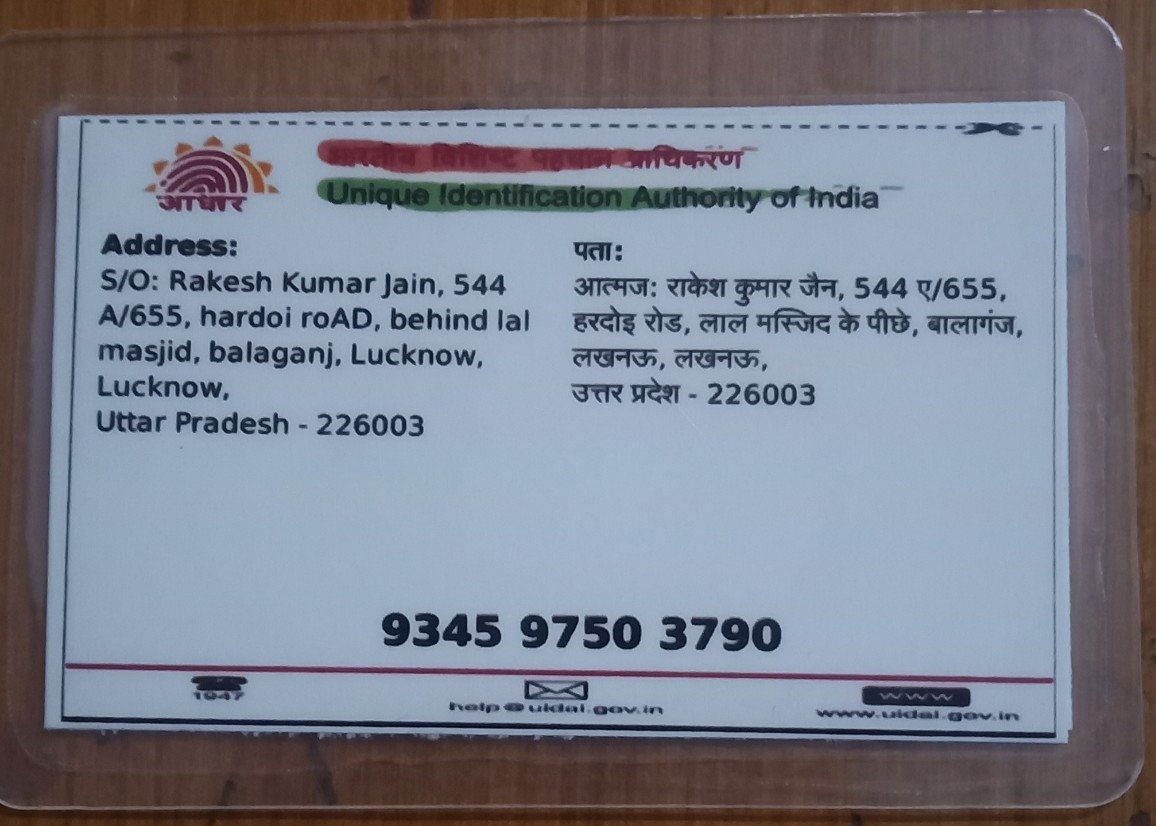 आधार
भारतीय विशिष्ट पहचान प्राधिकरण
Unique Identification Authority of India
Address:
S/O: Rakesh Kumar Jain, 544
A/655, hardoi roAD, behind lal
masjid, balaganj, Lucknow,
Lucknow,
Uttar Pradesh - 226003
पता:
आत्मज: राकेश कुमार जैन, 544 ए/655,
हरदोइ रोड, लाल मस्जिद के पीछे, बालागंज,
लखनऊ, लखनऊ,
उत्तर प्रदेश - 226003
9345 9750 3790
1947
help@uidai.gov.in
www
www.uidai.gov.in